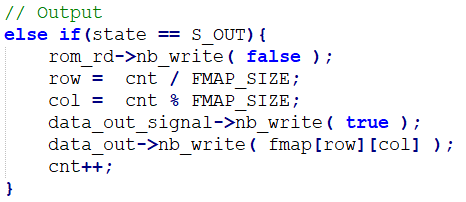 // Output
else if(state == S_OUT){
    rom_rd->nb_write( false );
    row =  cnt / FMAP_SIZE;
    col =  cnt % FMAP_SIZE;
    data_out_signal->nb_write( true );
    data_out->nb_write( fmap[row][col] );
    cnt++;
}